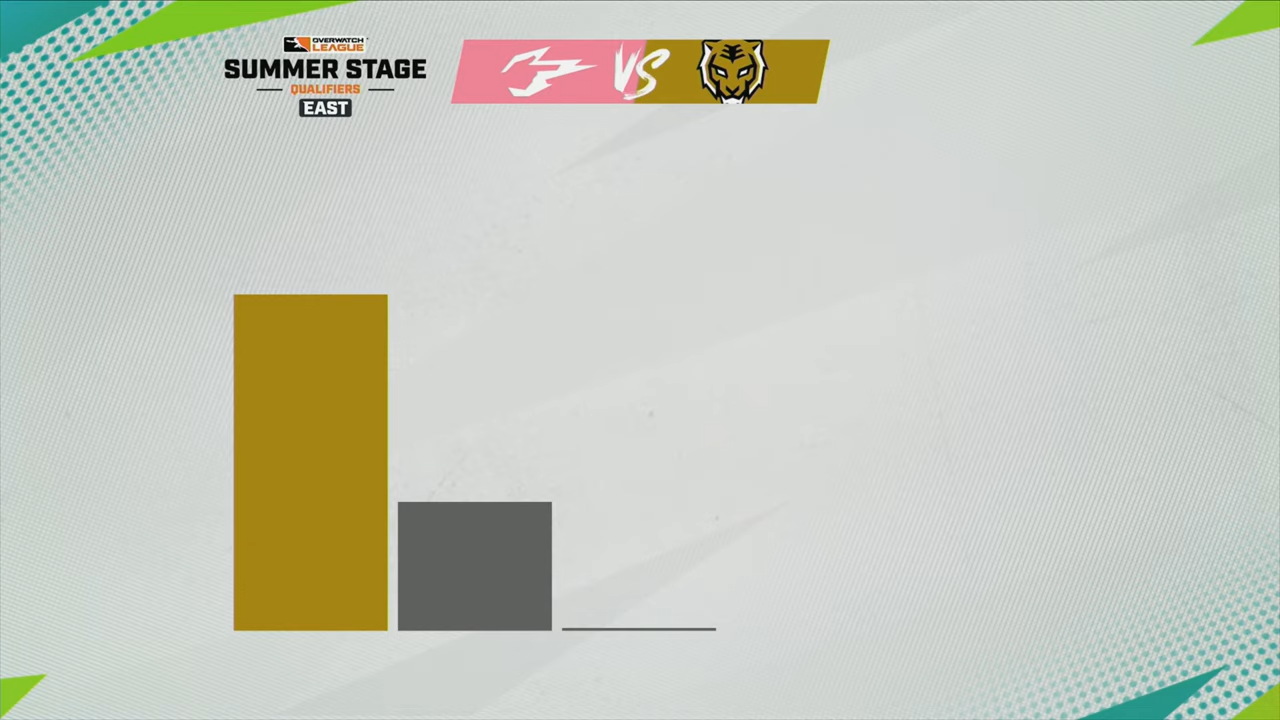 OVERWATCH
LEAGUE
SUMMER STAGE
QUALIFIERS
EAST
VS